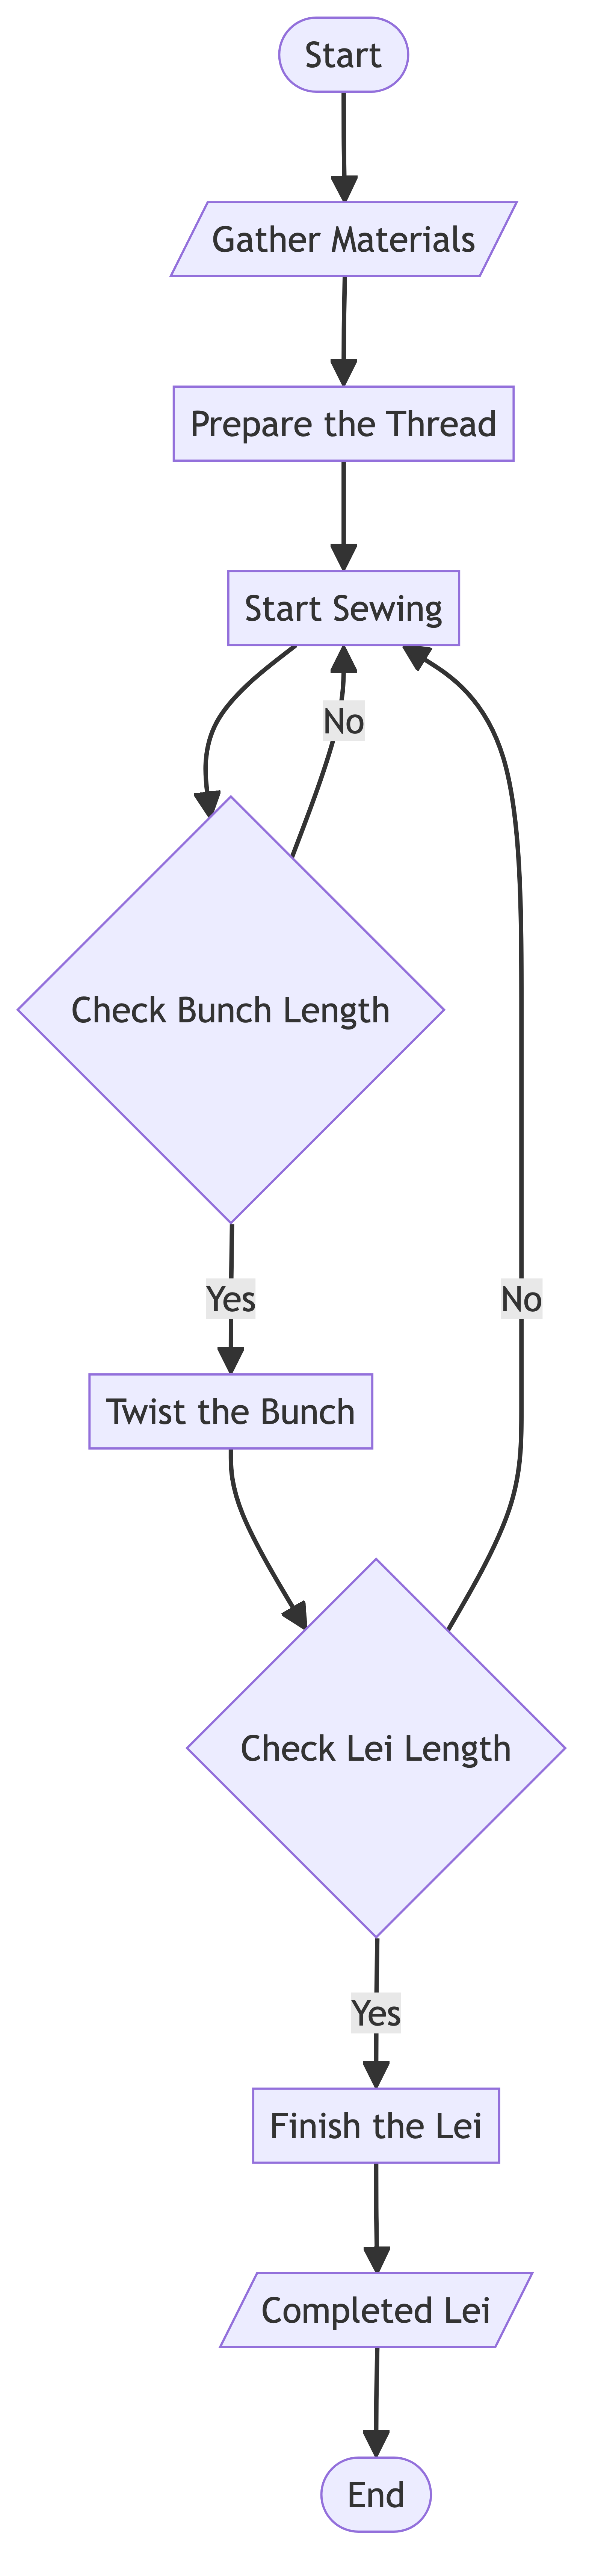 Start
Gather Materials
Prepare the Thread
Start Sewing
No
Check Bunch Length
Yes
No
Twist the Bunch
Check Lei Length
Yes
Finish the Lei
Completed Lei
End